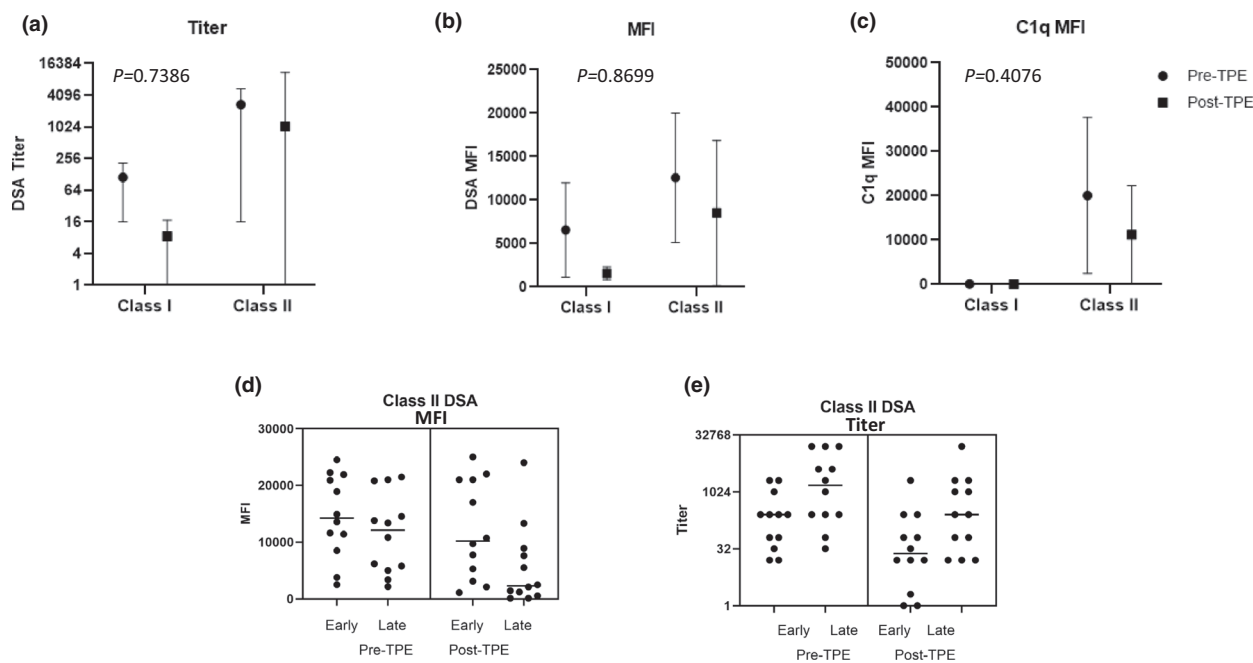 (a)
Titer
P=0.7386
DSA Titer
16384
4096
1024
256
64
16
4
1
Class I
Class II
(b)
MFI
P=0.8699
DSA MFI
25000
20000
15000
10000
5000
0
Class I
Class II
(c)
C1q MFI
P=0.4076
C1q MFI
50000
40000
30000
20000
10000
0
Class I
Class II
Pre-TPE
Post-TPE
(d)
Class II DSA
MFI
MFI
30000
20000
10000
0
Early Late Early Late
Pre-TPE Post-TPE
(e)
Class II DSA
Titer
Titer
32768
1024
32
1
Early Late Early Late
Pre-TPE Post-TPE